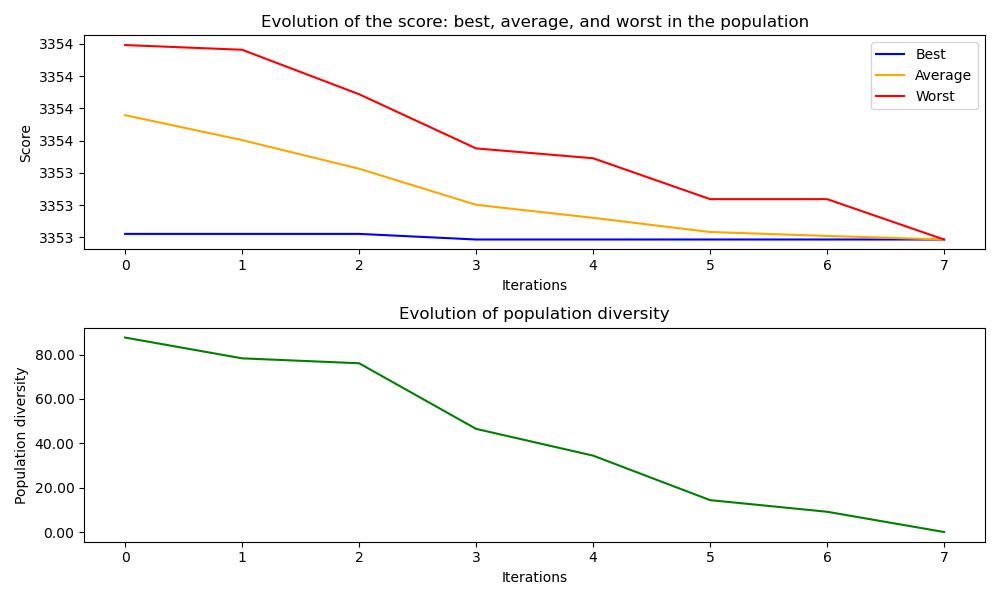 Evolution of the score: best, average, and worst in the population
3354
3354
3354
3354
3353
3353
3353
Score
Best
Average
Worst
0 1 2 3 4 5 6 7
Iterations
Evolution of population diversity
80.00
60.00
40.00
20.00
0.00
Population diversity
0 1 2 3 4 5 6 7
Iterations